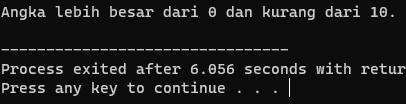 Angka lebih besar dari 0 dan kurang dari 10.
--------------------------------
Process exited after 6.056 seconds with retur
Press any key to continue . . .